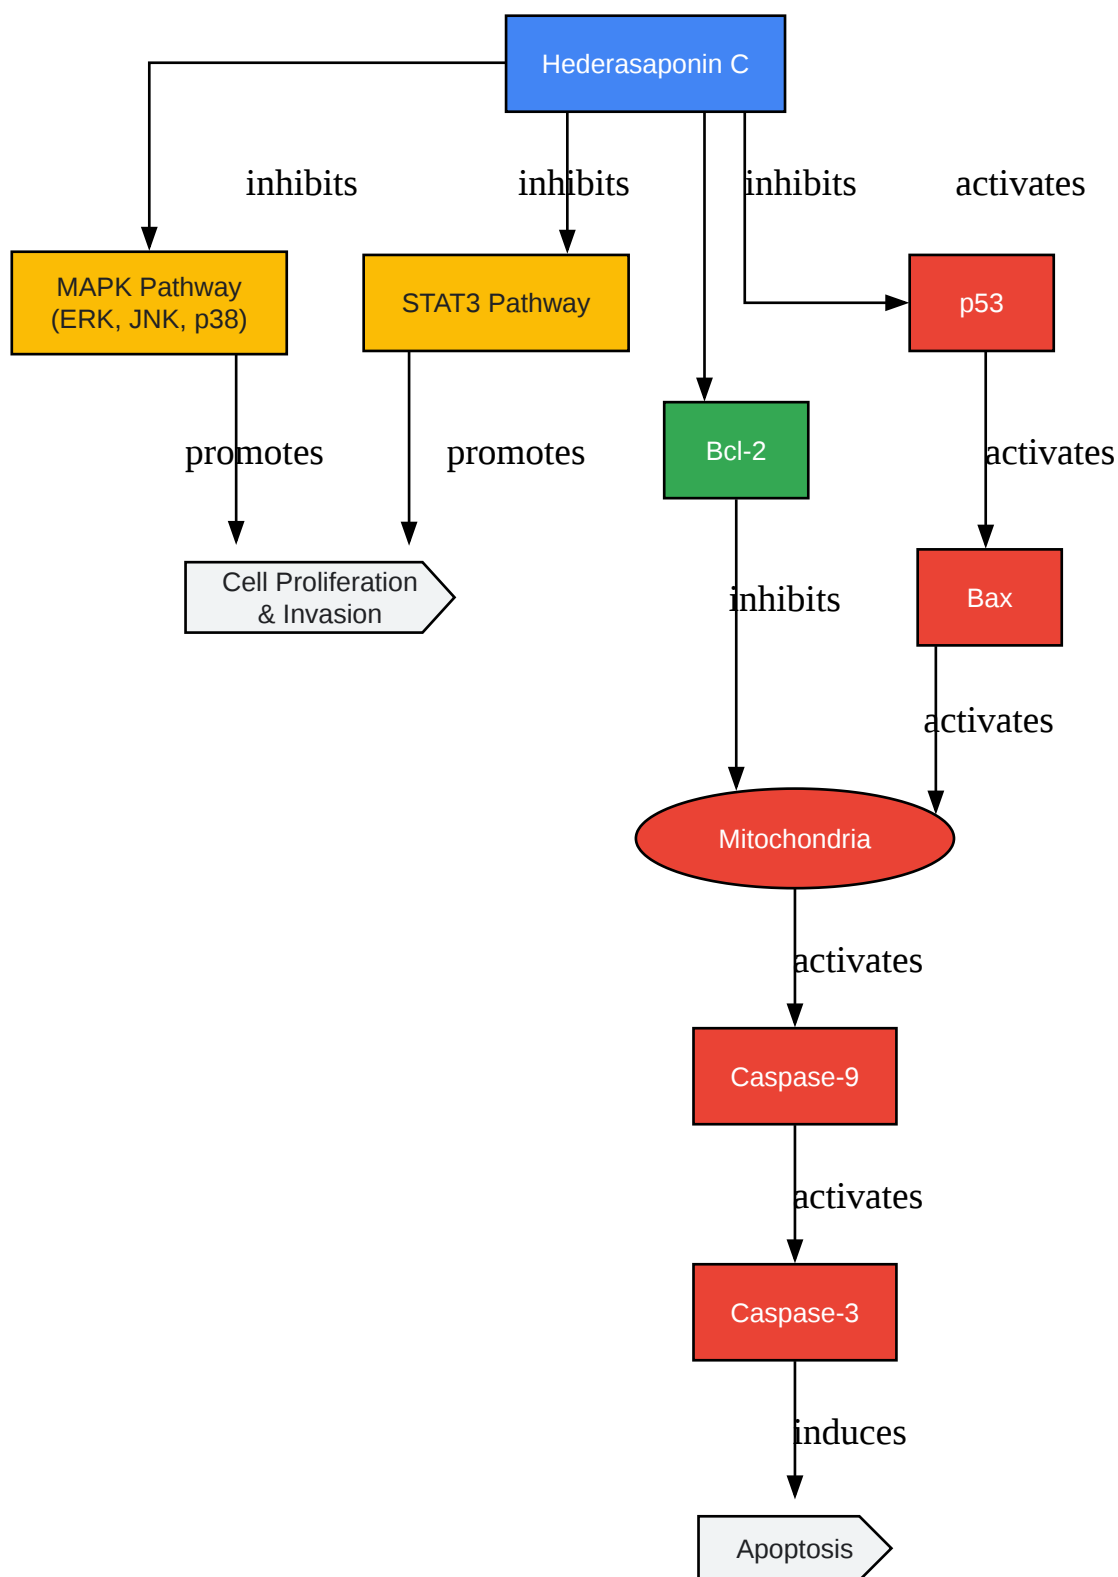 Hederasaponin C
inhibits
inhibits
inhibits
activates
MAPK Pathway
(ERK, JNK, p38)
STAT3 Pathway
p53
promotes
promotes
Bcl-2
activates
Cell Proliferation
& Invasion
inhibits
Bax
activates
Mitochondria
activates
Caspase-9
activates
Caspase-3
induces
Apoptosis